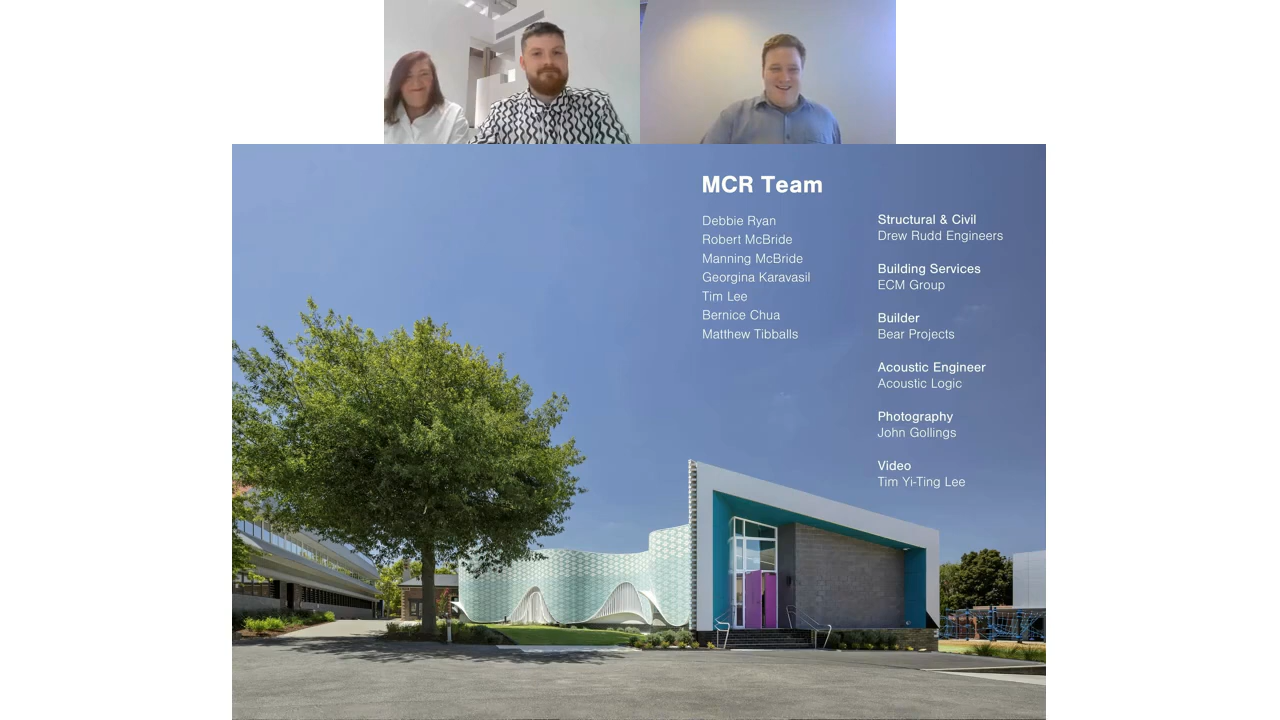 MCR Team
Debbie Ryan
Robert McBride
Manning McBride
Georgina Karavasil
Tim Lee
Bernice Chua
Matthew Tibballs
Structural & Civil
Drew Rudd Engineers
Building Services
ECM Group
Builder
Bear Projects
Acoustic Engineer
Acoustic Logic
Photography
John Gollings
Video
Tim Yi-Ting Lee